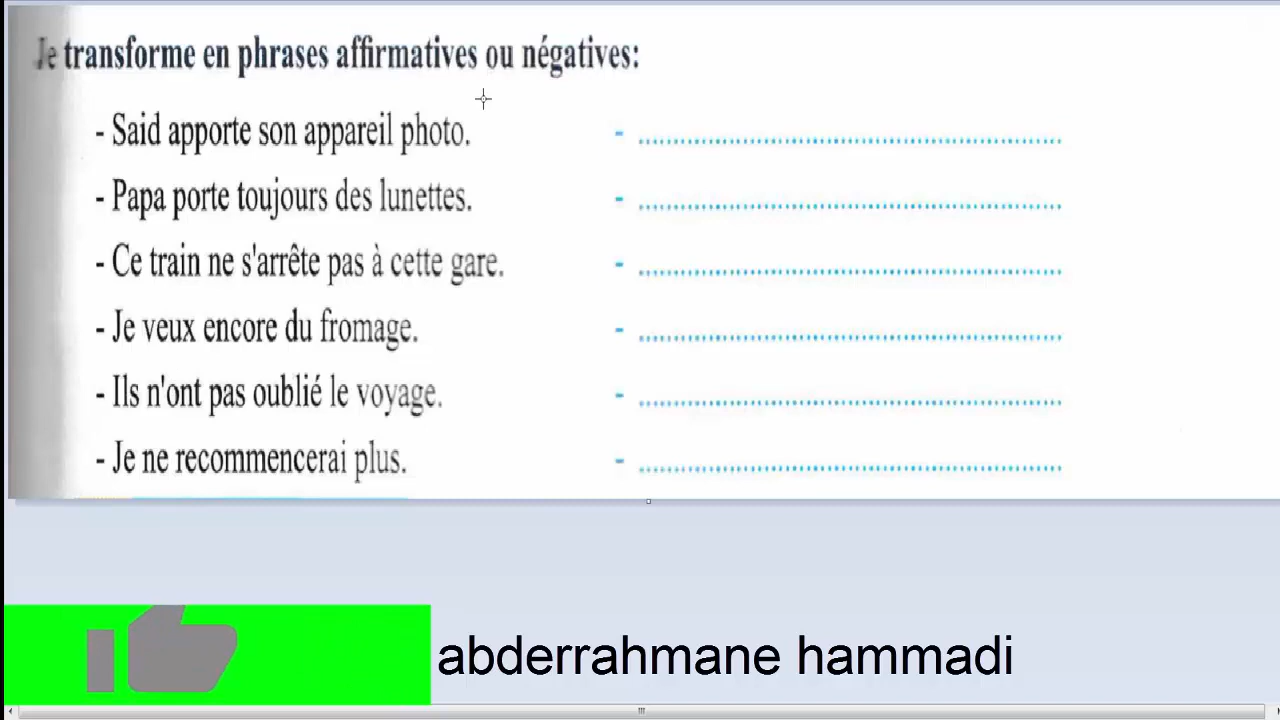 Je transforme en phrases affirmatives ou négatives:
- Said apporte son appareil photo. - ..............................................................
- Papa porte toujours des lunettes. - ..............................................................
- Ce train ne s'arrête pas à cette gare. - ..............................................................
- Je veux encore du fromage. - ..............................................................
- Ils n'ont pas oublié le voyage. - ..............................................................
- Je ne recommencerai plus. - ..............................................................
abderrahmane hammadi